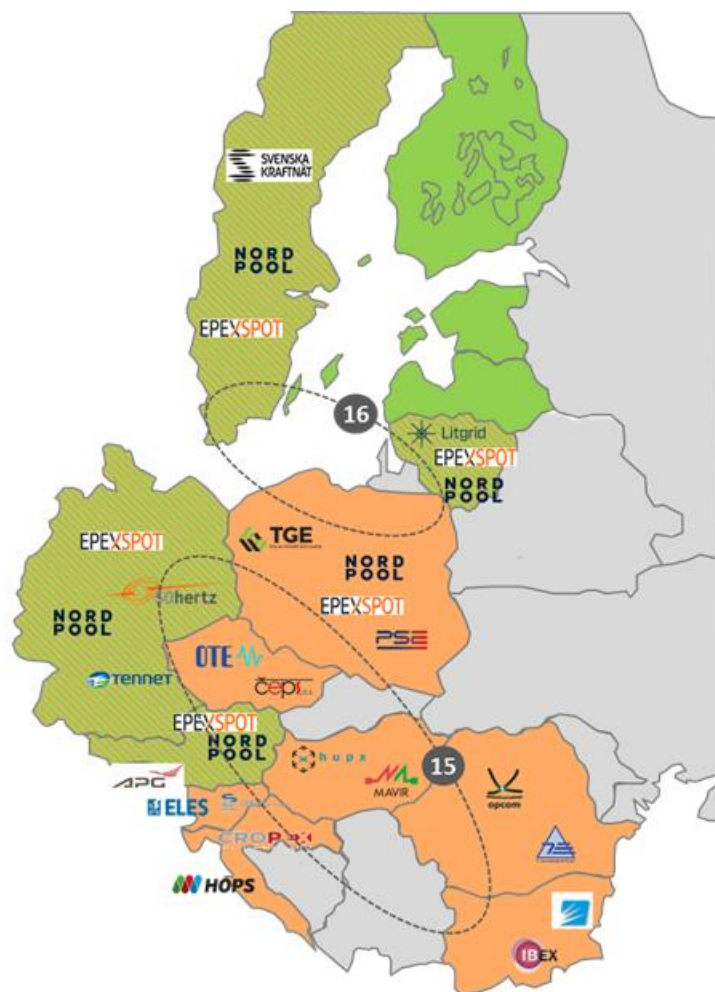 SVENSKA
KRAFTNÄT
NORD
POOL
EPEXSPOT
16
Litgrid
EPEXSPOT
NORD
POOL
TGE
EPEXSPOT
NORD
POOL
50hertz
EPEXSPOT
NORD
POOL
PSE
OTE
TENNET
čeps
EPEXSPOT
NORD
POOL
hupx
15
APG
MAVIR
opcom
ELES
CROPEX
HOPS
IBEX